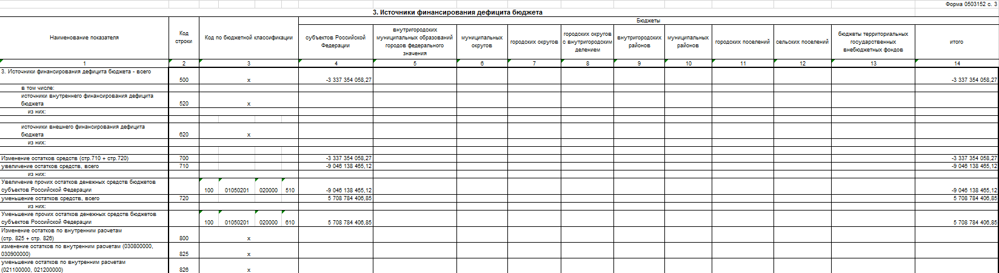 Форма 0503152 с. 3
3. Источники финансирования дефицита бюджета
Наименование показателя
Код
строки
Код по бюджетной классификации
Бюджеты
субъектов Российской
Федерации
внутригородских
муниципальных образований
городов федерального
значения
муниципальных
округов
городских округов
городских округов
с внутригородским
делением
внутригородских
районов
муниципальных
районов
городских поселений
сельских поселений
бюджеты территориальных
государственных
внебюджетных фондов
итого
1 2 3 4 5 6 7 8 9 10 11 12 13 14
3. Источники финансирования дефицита бюджета - всего
500 x -3 337 354 058,27 -3 337 354 058,27
в том числе:
источники внутреннего финансирования дефицита
бюджета 520 x
из них:
источники внешнего финансирования дефицита
бюджета 620 x
из них:
Изменение остатков средств (стр.710 + стр.720) 700 -3 337 354 058,27 -3 337 354 058,27
увеличение остатков средств, всего 710 -9 046 138 465,12 -9 046 138 465,12
из них:
Увеличение прочих остатков денежных средств бюджетов
субъектов Российской Федерации 100 01050201 020000 510 -9 046 138 465,12 -9 046 138 465,12
уменьшение остатков средств, всего 720 5 708 784 406,85 5 708 784 406,85
из них:
Уменьшение прочих остатков денежных средств бюджетов
субъектов Российской Федерации 100 01050201 020000 610 5 708 784 406,85 5 708 784 406,85
Изменение остатков по внутренним расчетам
(стр. 825 + стр. 826) 800 x
изменение остатков по внутренним расчетам (030800000,
030900000) 825 x
уменьшение остатков по внутренним расчетам
(021100000, 021200000) 826 x